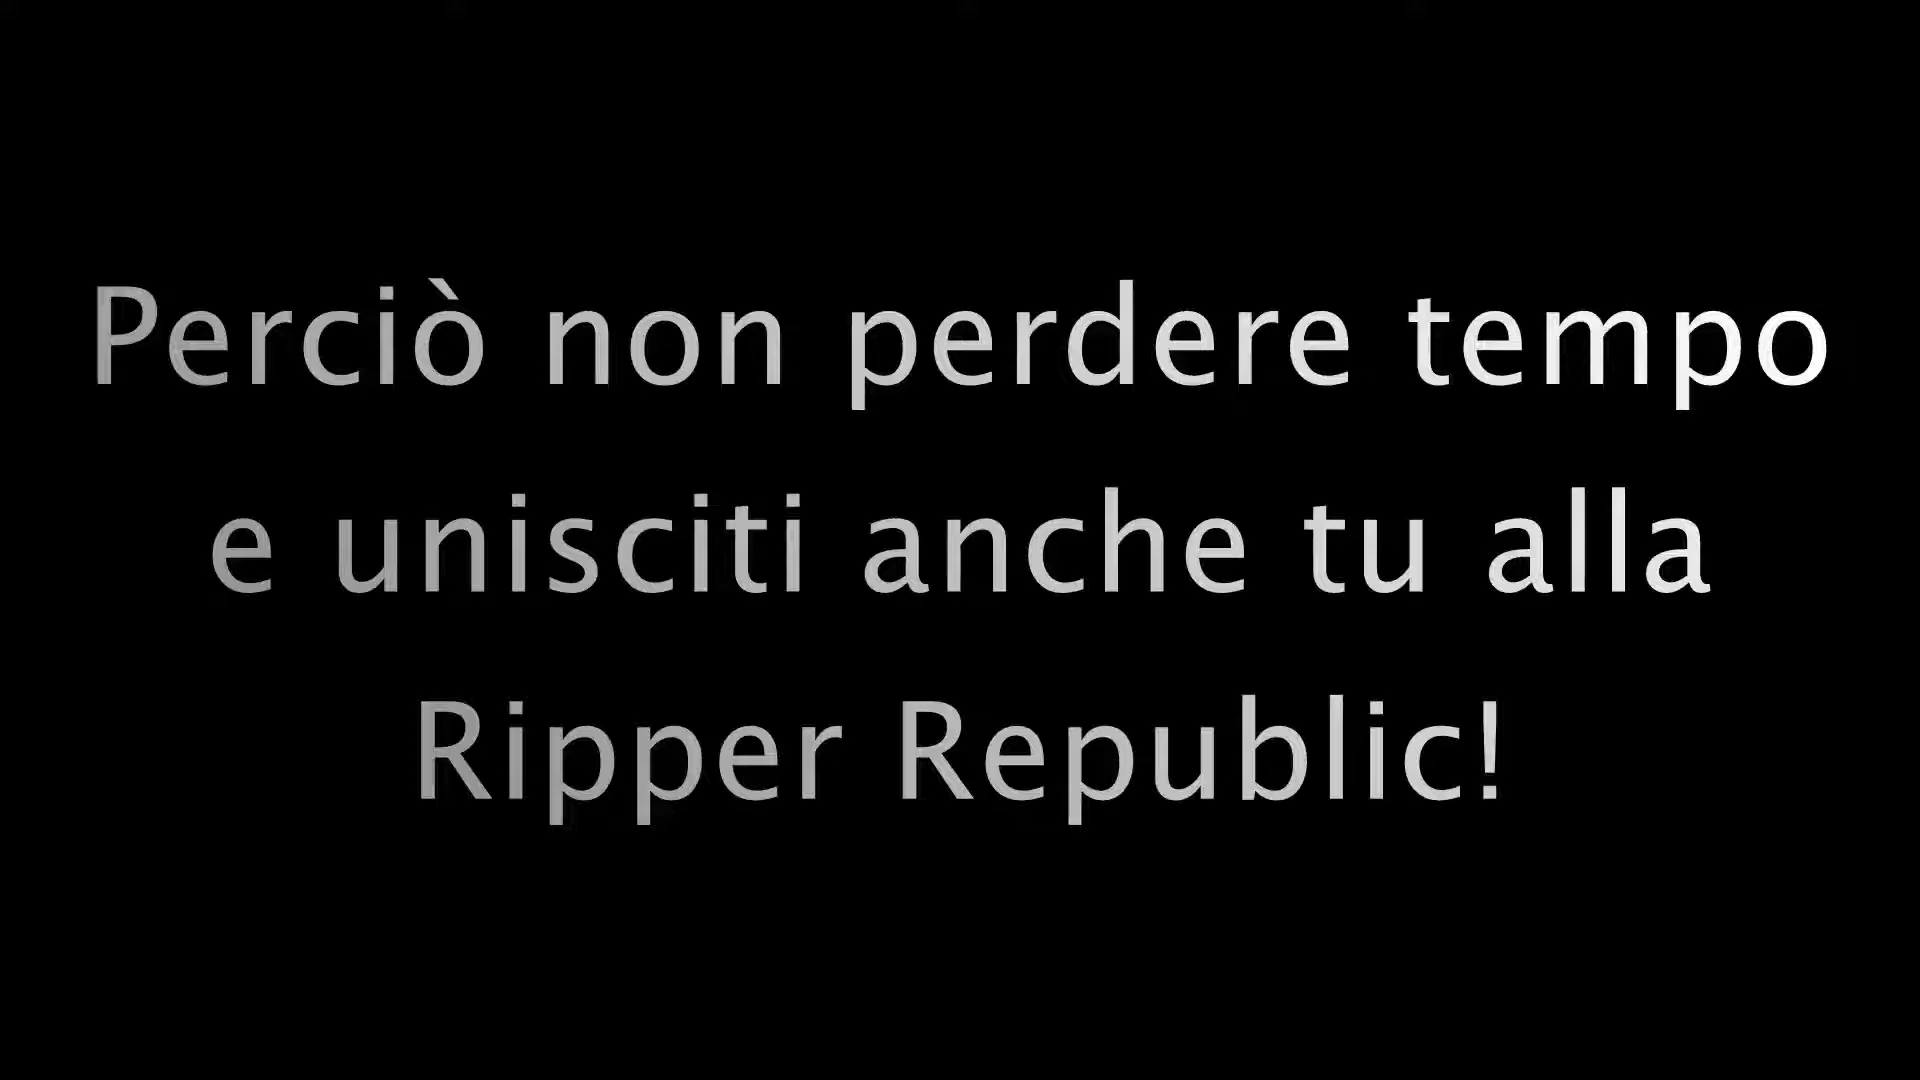 Perciò non perdere tempo
e unisciti anche tu alla
Ripper Republic!